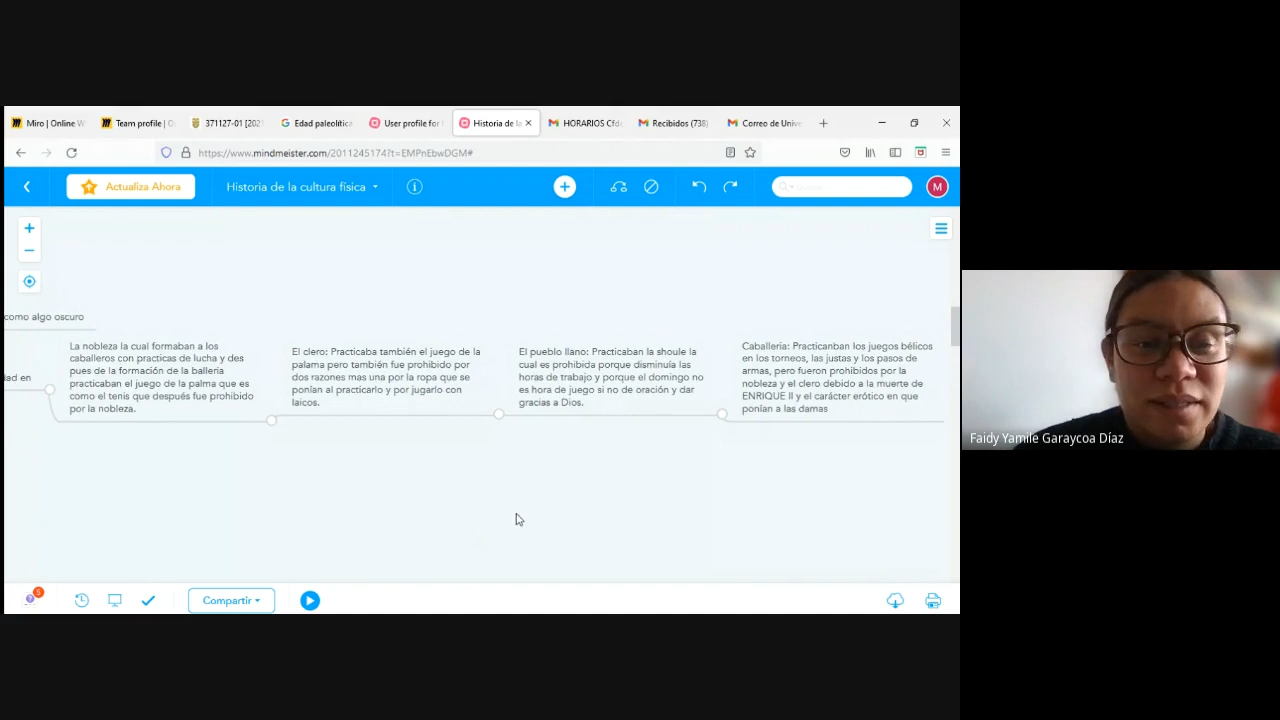 Miro | Online W
Team profile | O
371127-01 [202
Edad paleolític
User profile for
Historia de la
HORARIOS Cfd
Recibidos (738)
Correo de Unive
https://www.mindmeister.com/2011245174?t=EMPnEbwDGM#
Actualiza Ahora
Historia de la cultura física
M
como algo oscuro
dad en
La nobleza la cual formaban a los
caballeros con practicas de lucha y des
pues de la formación de la balleria
practicaban el juego de la palma que es
como el tenis que después fue prohibido
por la nobleza.
El clero: Practicaba también el juego de la
palama pero también fue prohibido por
dos razones mas una por la ropa que se
ponían al practicarlo y por jugarlo con
laicos.
El pueblo llano: Practicaban la shoule la
cual es prohibida porque disminuía las
horas de trabajo y porque el domingo no
es hora de juego si no de oración y dar
gracias a Dios.
Caballeria: Practicanban los juegos bélicos
en los torneos, las justas y los pasos de
armas, pero fueron prohibidos por la
nobleza y el clero debido a la muerte de
ENRIQUE II y el carácter erótico en que
ponían a las damas
Faidy Yamile Garaycoa Díaz
5
Compartir